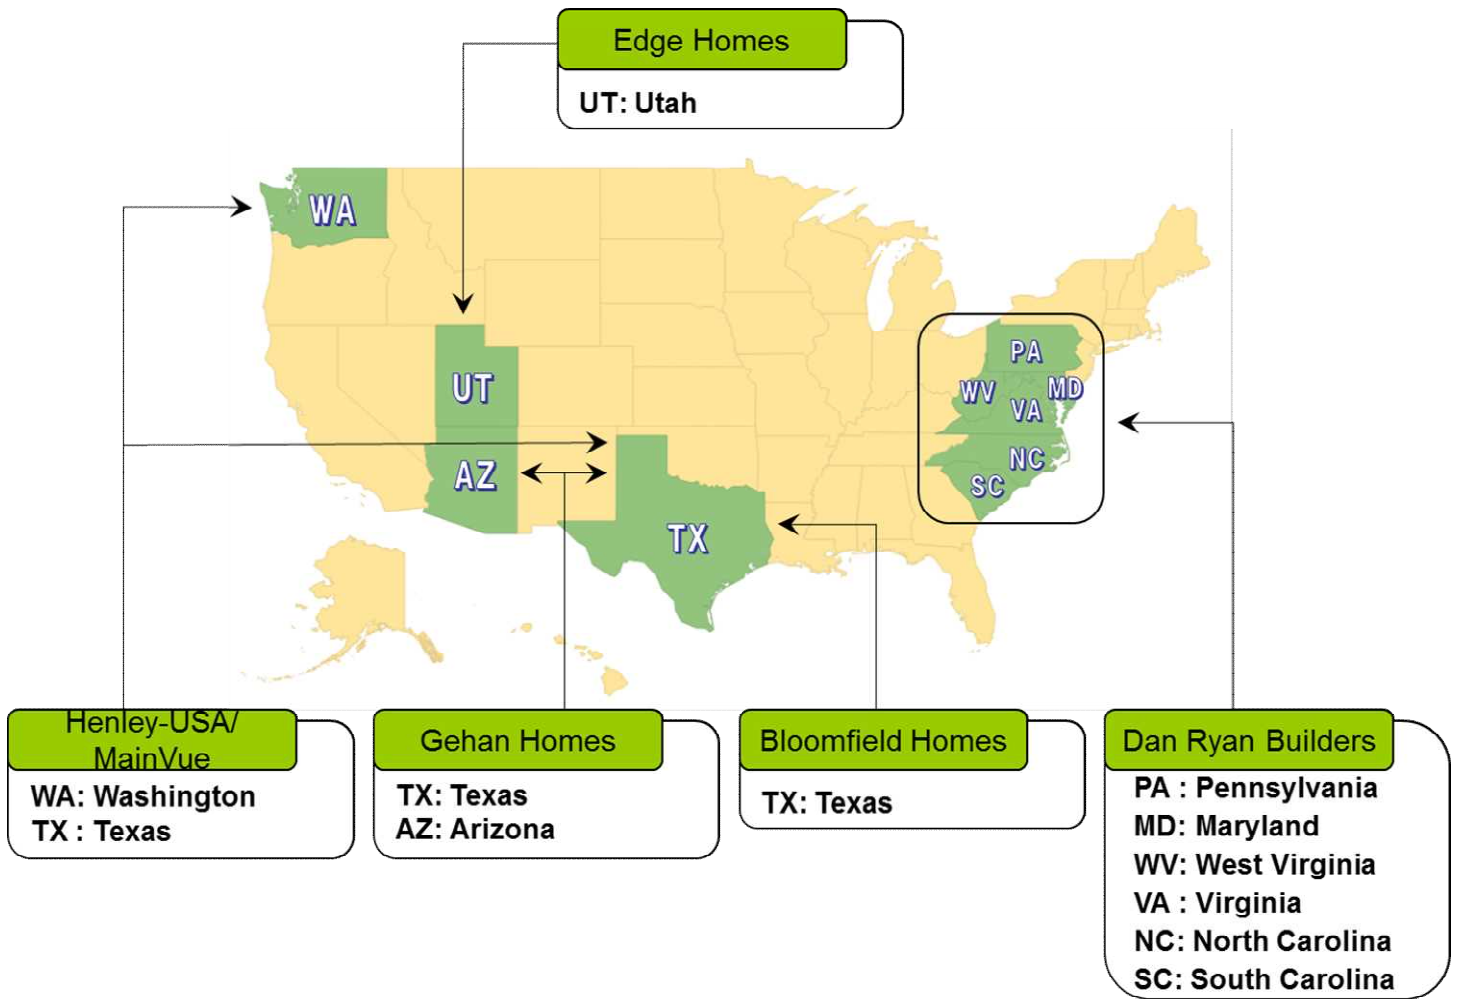 Edge Homes
UT: Utah
WA
UT
AZ
TX
PA
WV
MD
VA
NC
SC
Henley-USA/
MainVue
WA: Washington
TX : Texas
Gehan Homes
TX: Texas
AZ: Arizona
Bloomfield Homes
TX: Texas
Dan Ryan Builders
PA : Pennsylvania
MD: Maryland
WV: West Virginia
VA : Virginia
NC: North Carolina
SC: South Carolina